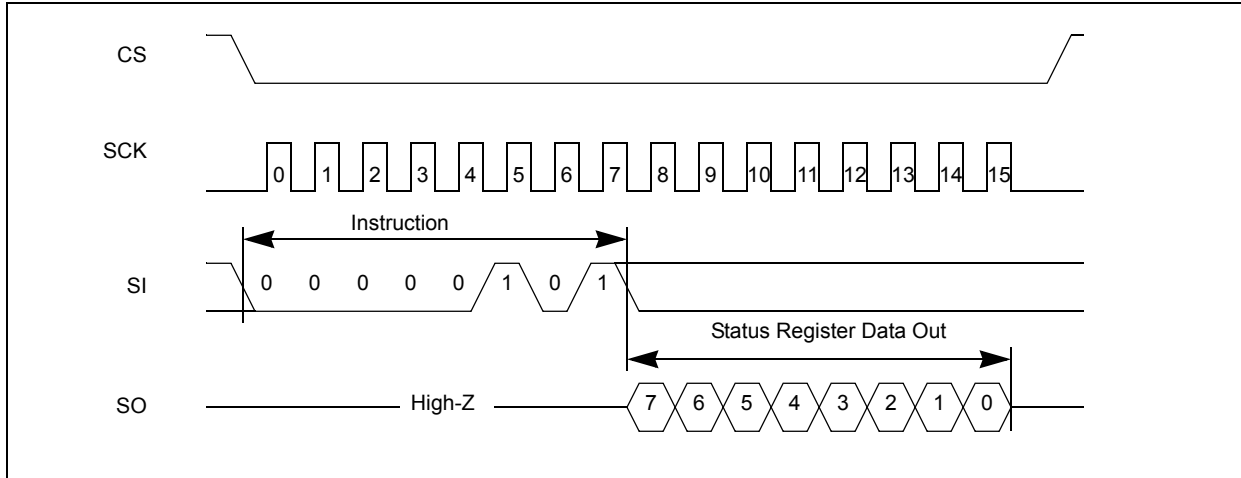 CS
SCK
0 1 2 3 4 5 6 7 8 9 10 11 12 13 14 15
Instruction
SI
0 0 0 0 0 1 0 1
Status Register Data Out
SO
High-Z
7 6 5 4 3 2 1 0